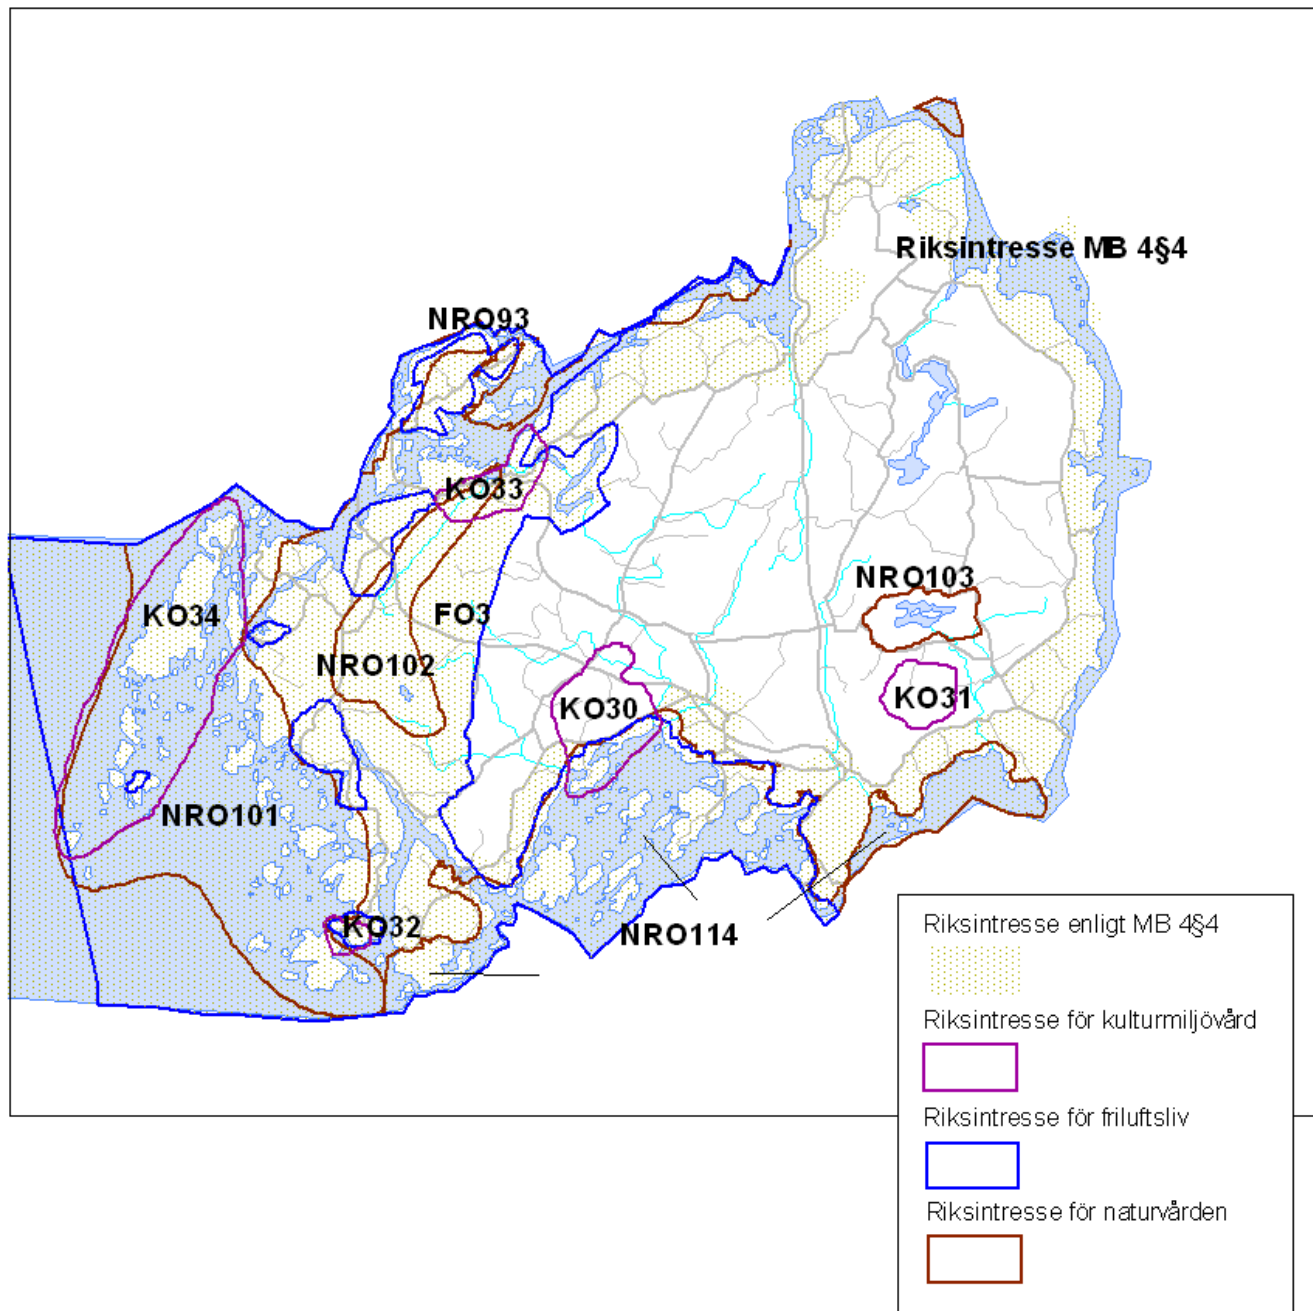 Riksintresse MB 4§4
NRO93
KO33
NRO103
KO34
FO3
NRO102
KO31
KO30
NRO101
KO32
NRO114
Riksintresse enligt MB 4§4
Riksintresse för kulturmiljövård
Riksintresse för friluftsliv
Riksintresse för naturvården